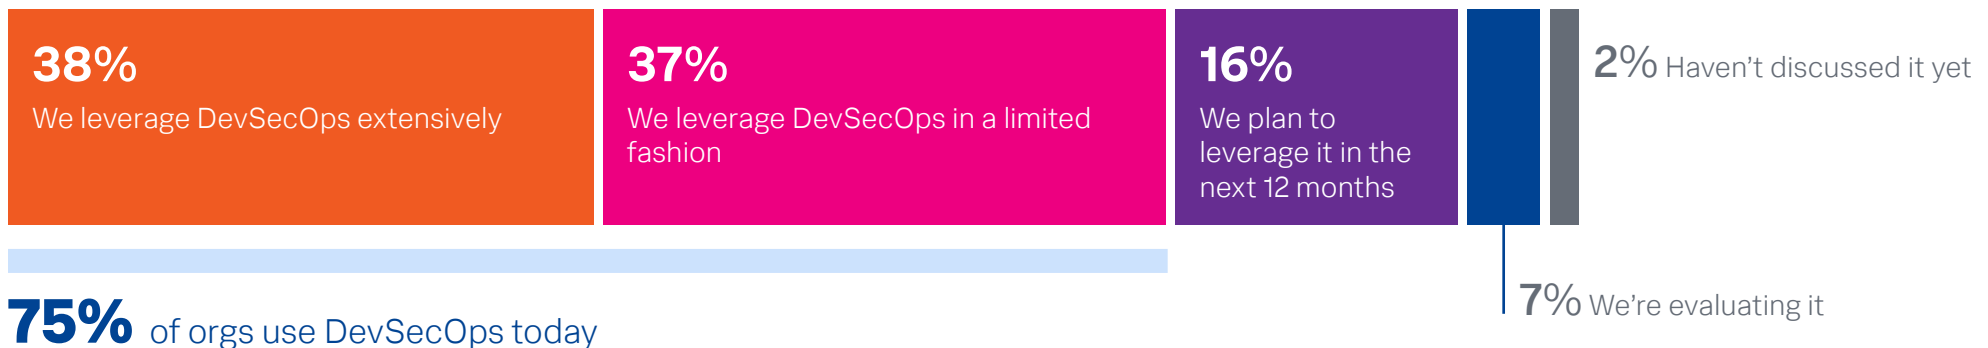 38%
We leverage DevSecOps extensively
37%
We leverage DevSecOps in a limited
fashion
16%
We plan to
leverage it in the
next 12 months
2% Haven’t discussed it yet
7% We’re evaluating it
75% of orgs use DevSecOps today